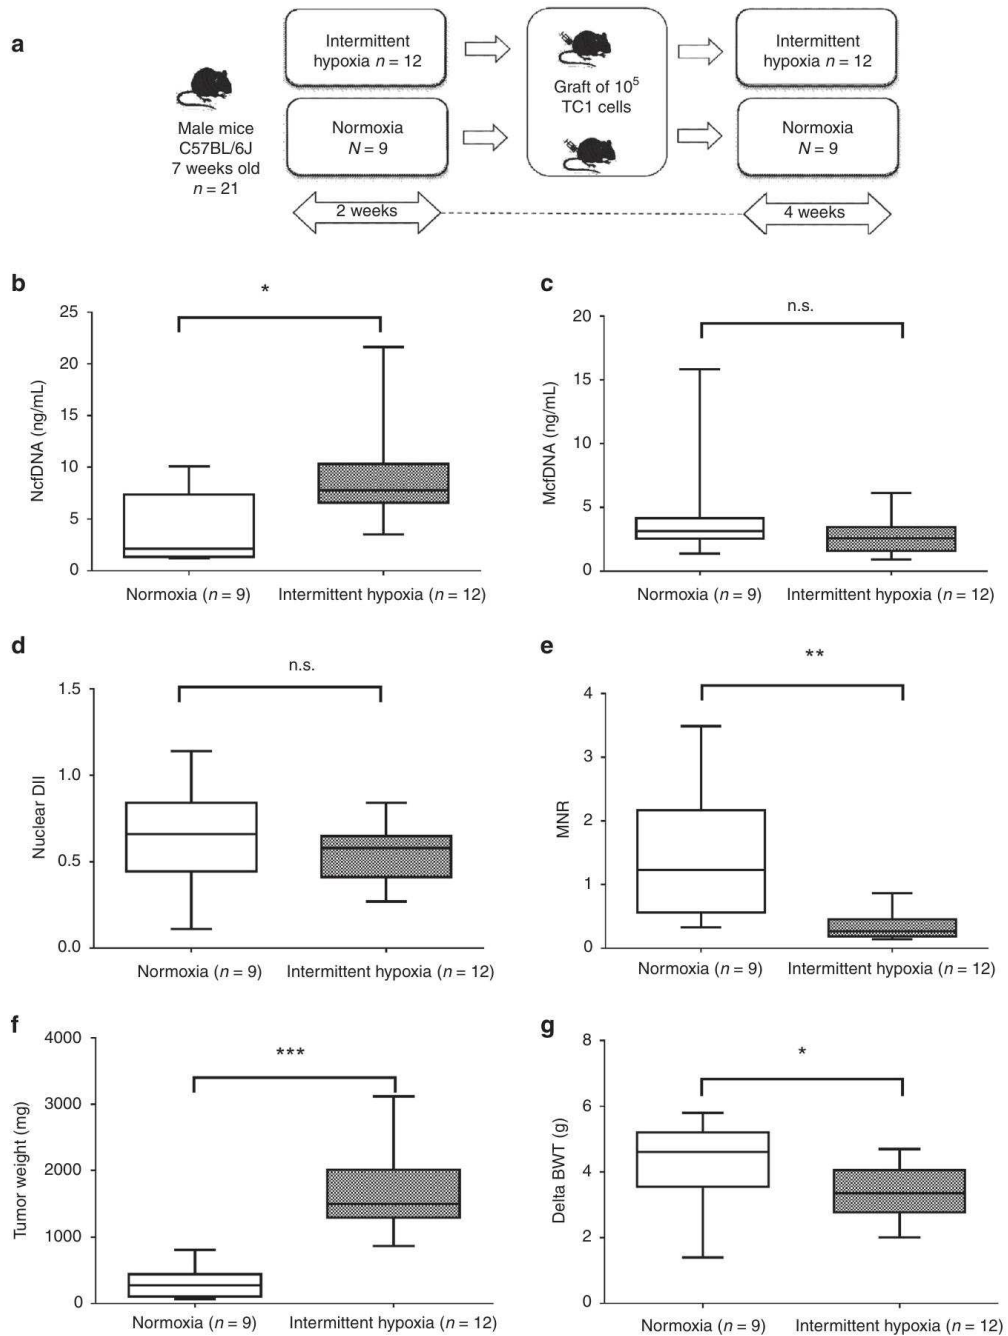 a
Male mice
C57BL/6J
7 weeks old
n = 21
Intermittent
hypoxia n = 12
Normoxia
N = 9
Graft of 10⁵
TC1 cells
Intermittent
hypoxia n = 12
Normoxia
N = 9
2 weeks
4 weeks
b
*
NcfDNA (ng/mL)
25
20
15
10
5
0
Normoxia (n = 9)
Intermittent hypoxia (n = 12)
c
n.s.
McfDNA (ng/mL)
20
15
10
5
0
Normoxia (n = 9)
Intermittent hypoxia (n = 12)
d
n.s.
Nuclear DII
1.5
1.0
0.5
0.0
Normoxia (n = 9)
Intermittent hypoxia (n = 12)
e
**
MNR
4
3
2
1
0
Normoxia (n = 9)
Intermittent hypoxia (n = 12)
f
***
Tumor weight (mg)
4000
3000
2000
1000
0
Normoxia (n = 9)
Intermittent hypoxia (n = 12)
g
*
Delta BWT (g)
8
6
4
2
0
Normoxia (n = 9)
Intermittent hypoxia (n = 12)